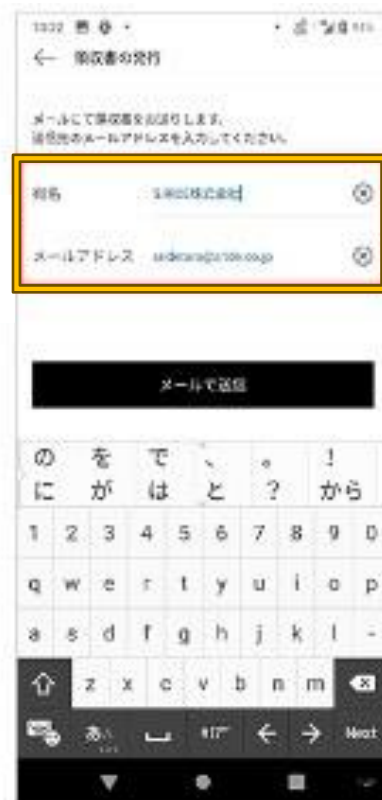 領収書の発行
メールにて領収書をお送りします。
送信先のメールアドレスを入力してください。
宛名
メールアドレス
メールで送信
の を で 、 。 !
に が は と ? から
1 2 3 4 5 6 7 8 9 0
q w e r t y u i o p
a s d f g h j k l -
z x c v b n m
あA
Next